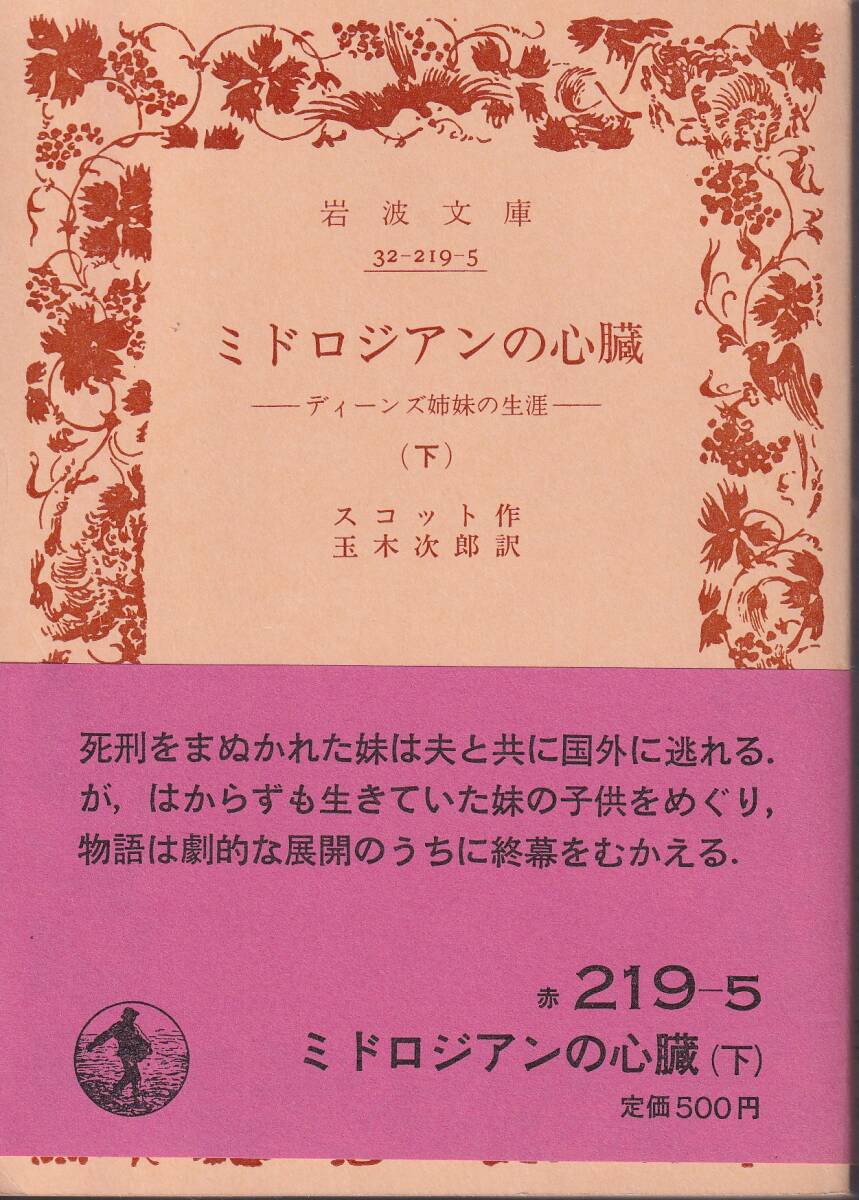 岩波文庫
32-219-5
ミドロジアンの心臓
――ディーンズ姉妹の生涯――
(下)
スコット作
玉木次郎訳
死刑をまぬかれた妹は夫と共に国外に逃れる.
が, はからずも生きていた妹の子供をめぐり,
物語は劇的な展開のうちに終幕をむかえる.
赤 219-5
ミドロジアンの心臓(下)
定価500円